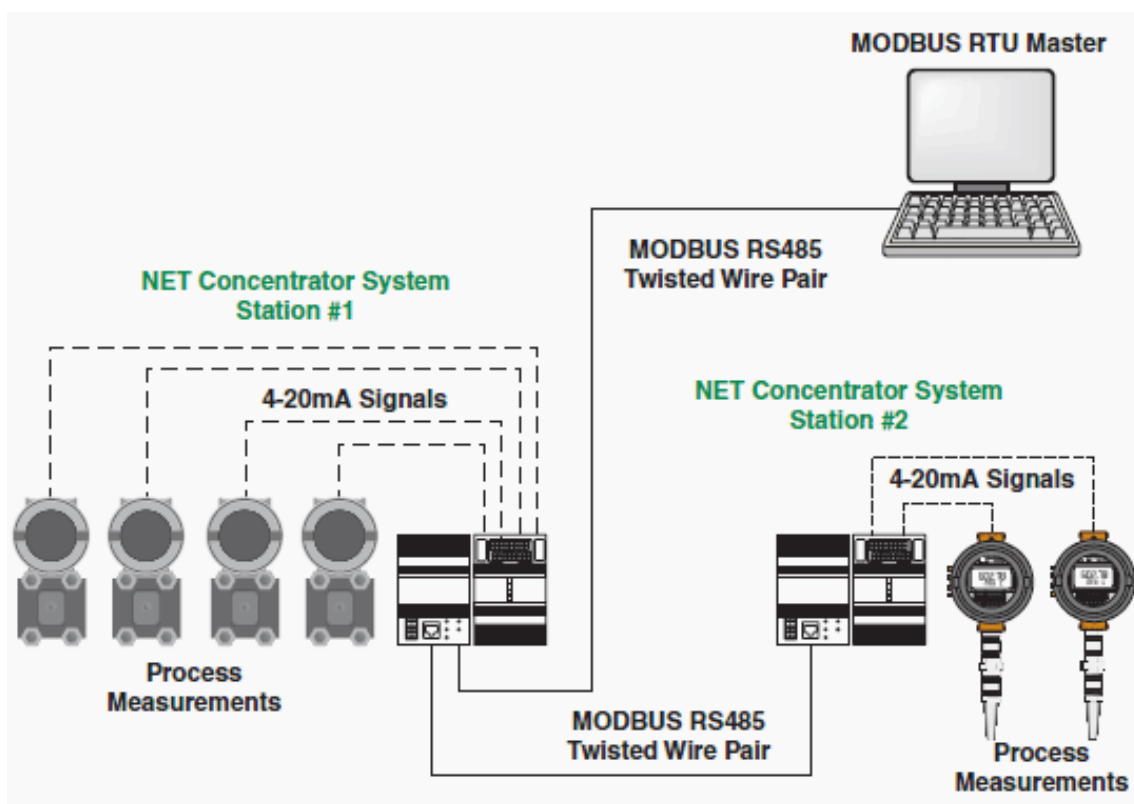 MODBUS RTU Master
MODBUS RS485
Twisted Wire Pair
NET Concentrator System
Station #1
4-20mA Signals
NET Concentrator System
Station #2
4-20mA Signals
Process
Measurements
MODBUS RS485
Twisted Wire Pair
Process
Measurements